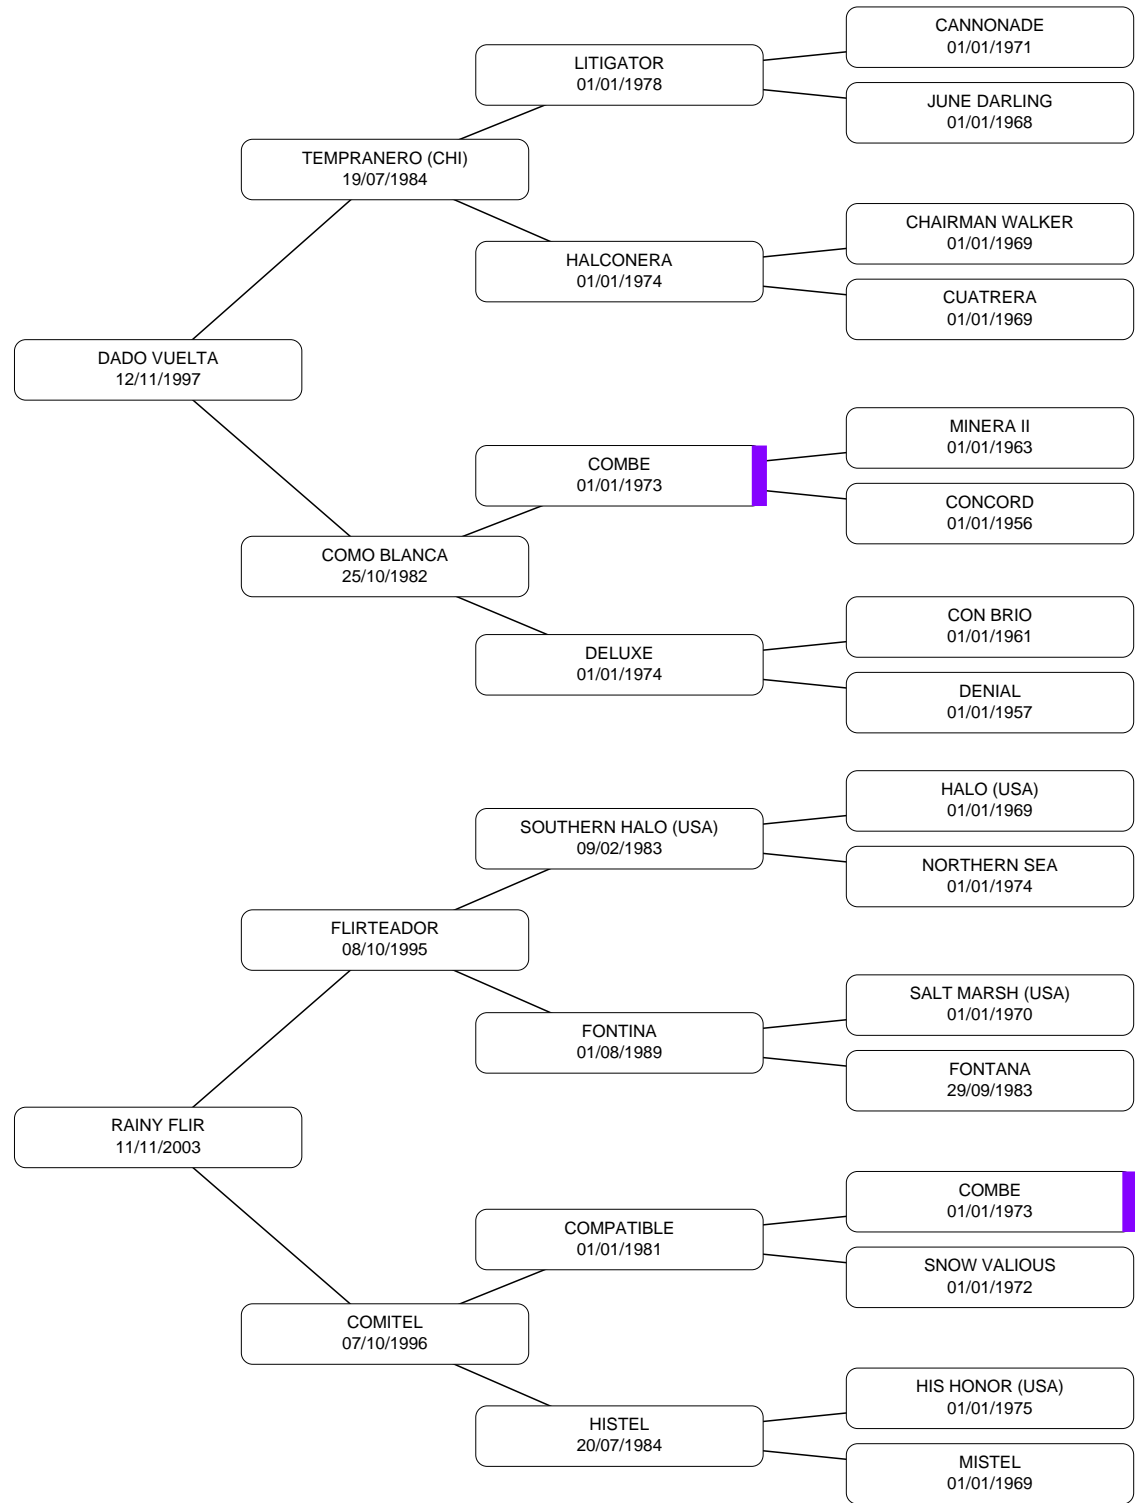 CANNONADE
01/01/1971
LITIGATOR
01/01/1978
JUNE DARLING
01/01/1968
TEMPRANERO (CHI)
19/07/1984
CHAIRMAN WALKER
01/01/1969
HALCONERA
01/01/1974
CUATRERA
01/01/1969
DADO VUELTA
12/11/1997
MINERA II
01/01/1963
COMBE
01/01/1973
CONCORD
01/01/1956
COMO BLANCA
25/10/1982
CON BRIO
01/01/1961
DELUXE
01/01/1974
DENIAL
01/01/1957
HALO (USA)
01/01/1969
SOUTHERN HALO (USA)
09/02/1983
NORTHERN SEA
01/01/1974
FLIRTEADOR
08/10/1995
SALT MARSH (USA)
01/01/1970
FONTINA
01/08/1989
FONTANA
29/09/1983
RAINY FLIR
11/11/2003
COMBE
01/01/1973
COMPATIBLE
01/01/1981
SNOW VALIOUS
01/01/1972
COMITEL
07/10/1996
HIS HONOR (USA)
01/01/1975
HISTEL
20/07/1984
MISTEL
01/01/1969